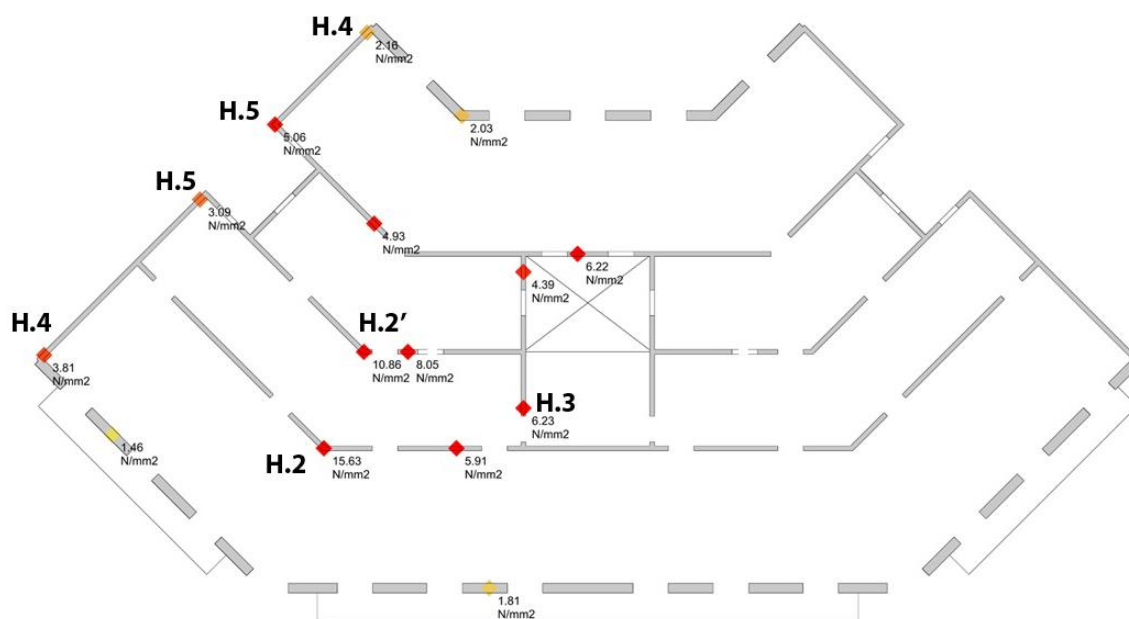 H.4
2.16
N/mm2
H.5
5.06
N/mm2
2.03
N/mm2
H.5
3.09
N/mm2
4.93
N/mm2
6.22
N/mm2
4.39
N/mm2
H.4
3.81
N/mm2
H.2’
10.86
N/mm2
8.05
N/mm2
H.3
6.23
N/mm2
1.46
N/mm2
H.2
15.63
N/mm2
5.91
N/mm2
1.81
N/mm2